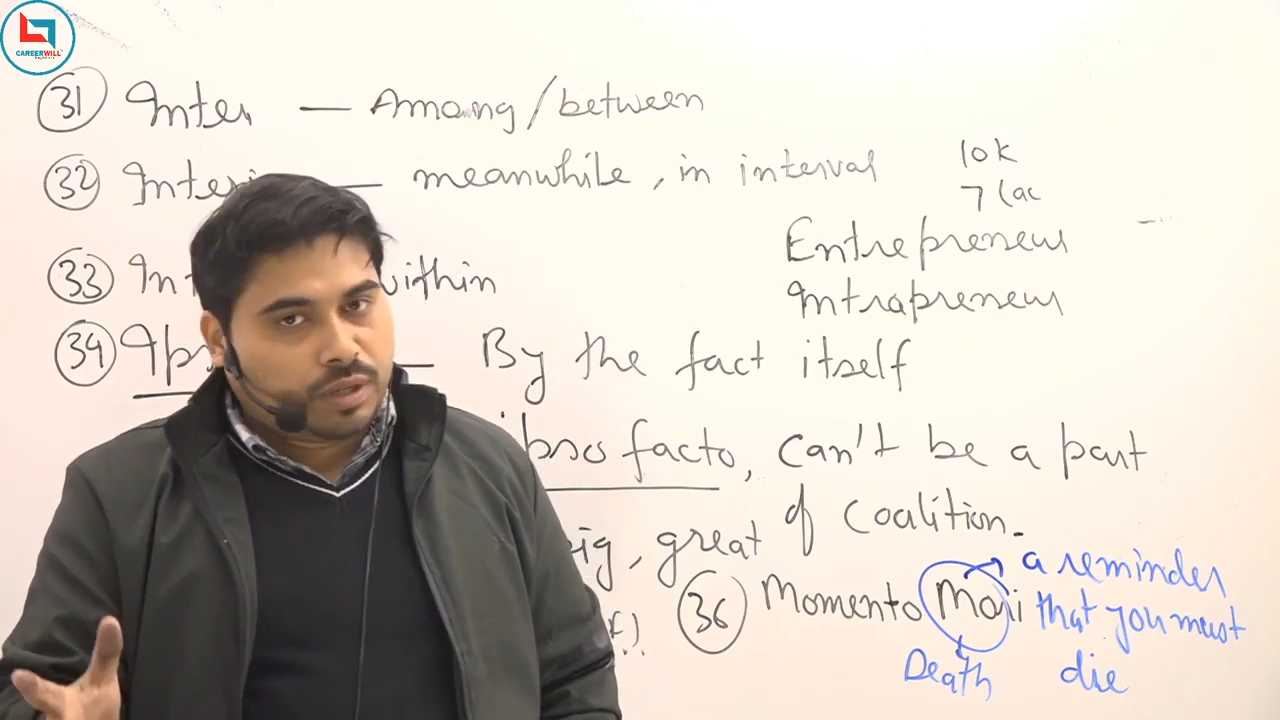 CAREERWILL
31 Inter — Among/between
32 — meanwhile, in interval
10k
7 lac
Entrepreneur
Intrapreneur
33 Int within
34 Ips — By the fact itself
ipso facto, can't be a part
of coalition.
big, great
36 Momento Mori
a reminder
that you must
die
Death